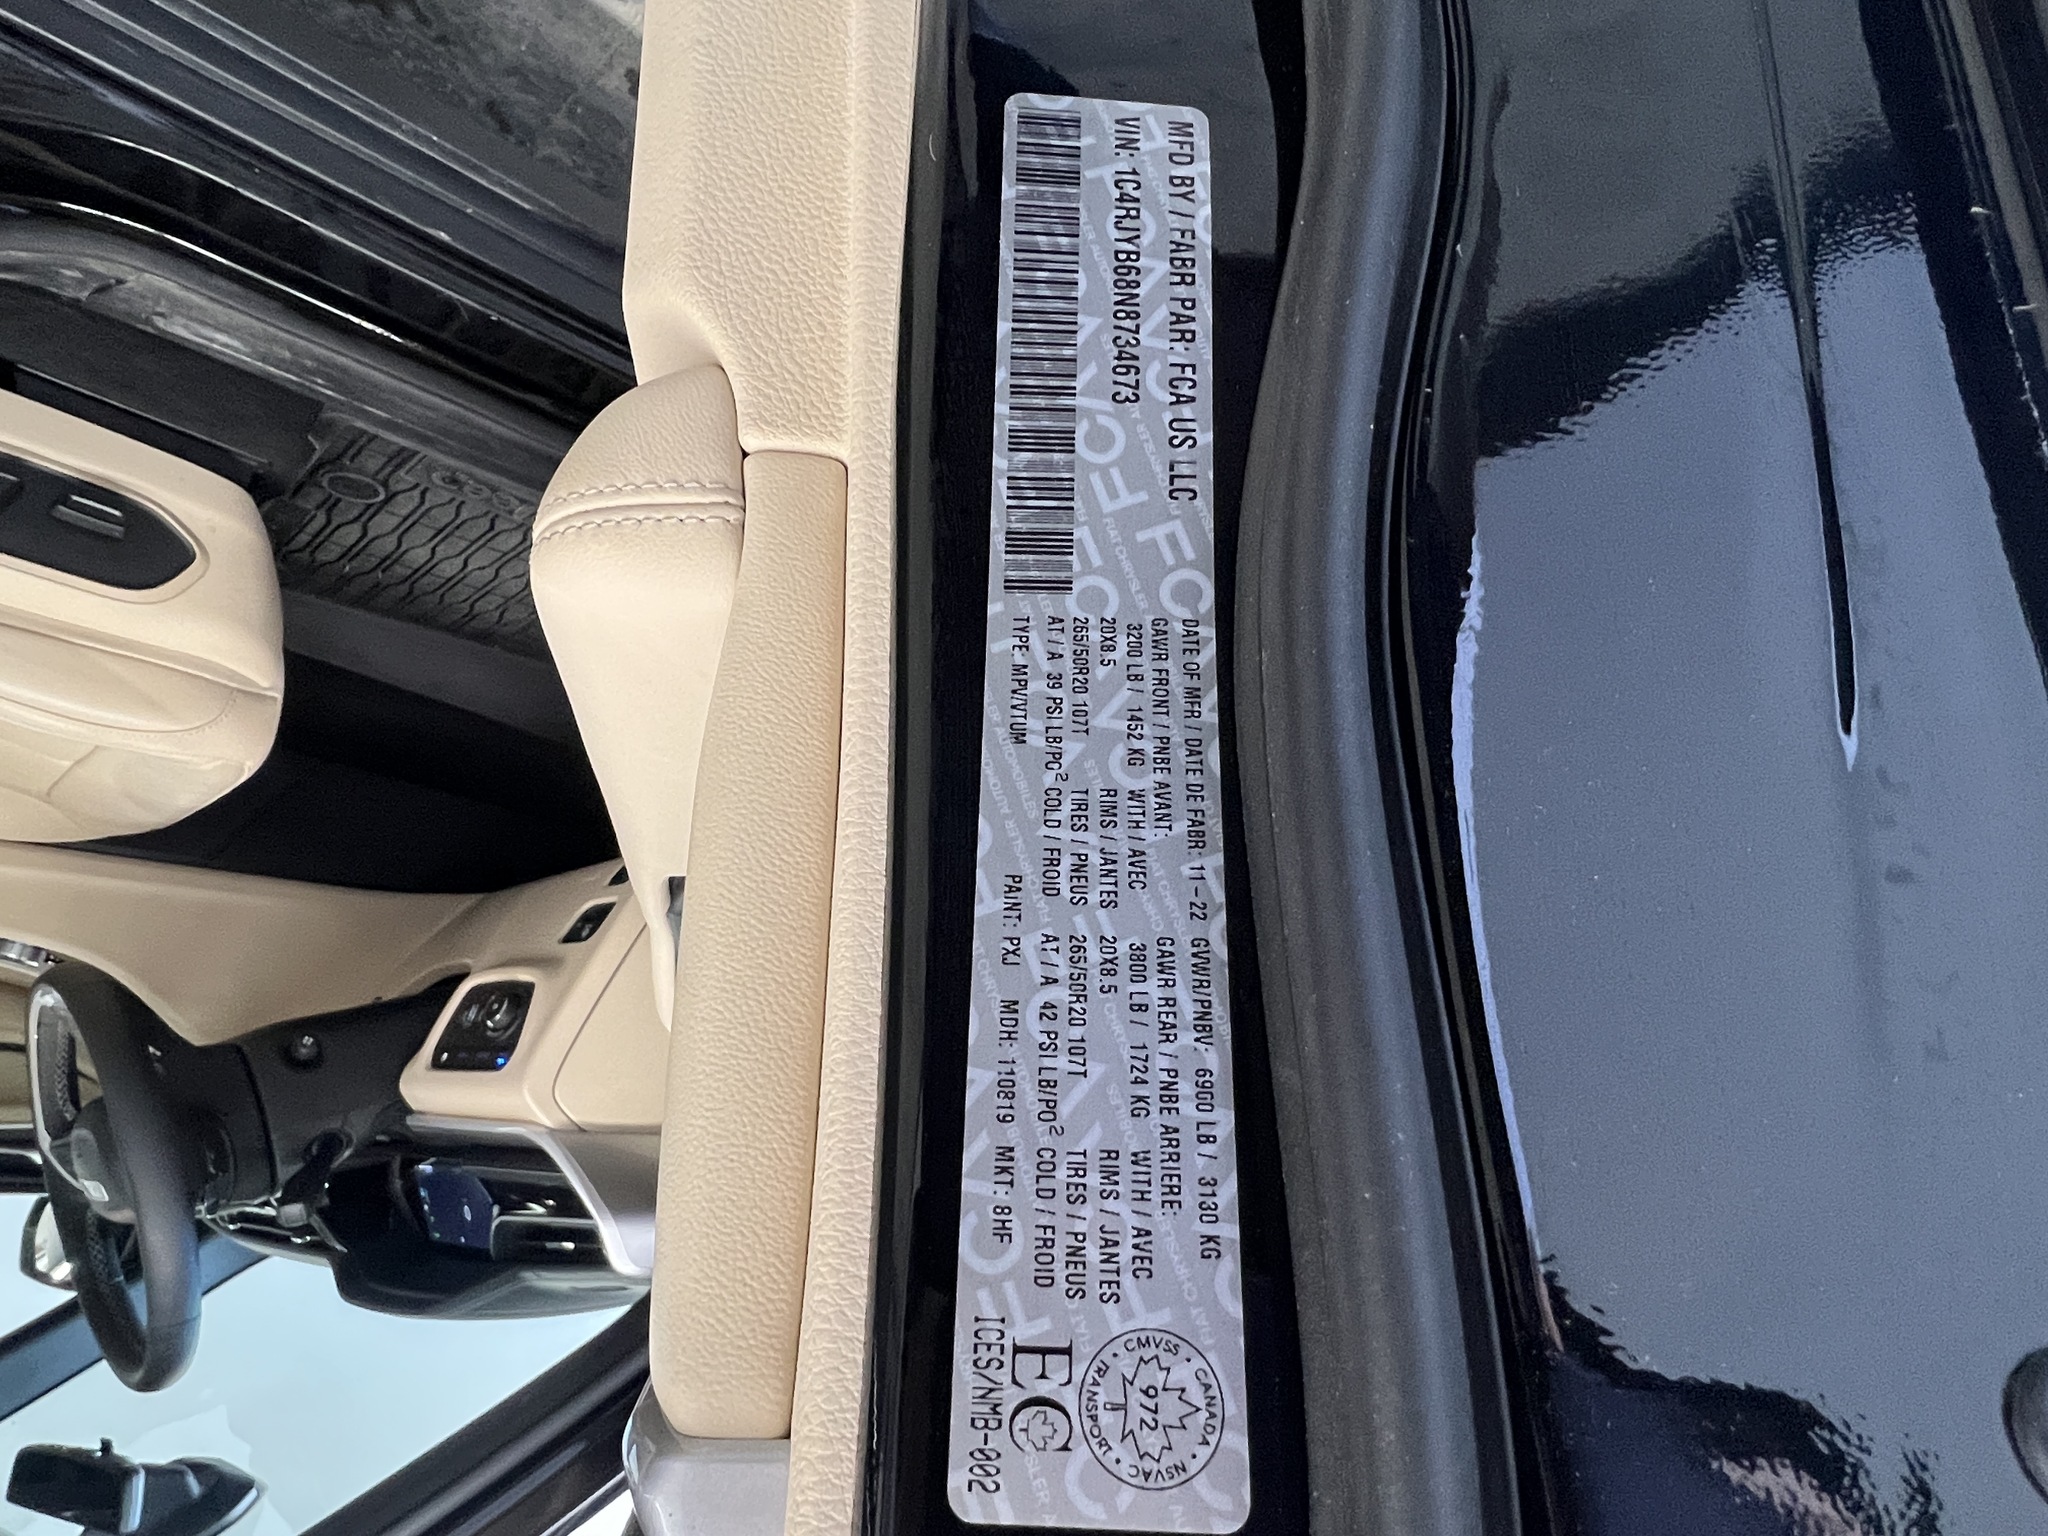 MFD BY / FABR PAR: FCA US LLC
DATE OF MFR / DATE DE FABR: 11-22 GVWR/PNBV: 6900 LB / 3130 KG
GAWR FRONT / PNBE AVANT: GAWR REAR / PNBE ARRIERE:
3200 LB / 1452 KG WITH / AVEC 3800 LB / 1724 KG WITH / AVEC
20X8.5 RIMS / JANTES 20X8.5 RIMS / JANTES
265/50R20 107T TIRES / PNEUS 265/50R20 107T TIRES / PNEUS
AT / A 39 PSI LB/PO² COLD / FROID AT / A 42 PSI LB/PO² COLD / FROID
VIN: 1C4RJYB68N8734673
TYPE: MPV/VTUM PAINT: PXJ MDH: 110819 MKT: 8HF
CANADA • NSVAC • TRANSPORT • CMVSS •
972
EC
ICES/NMB-002